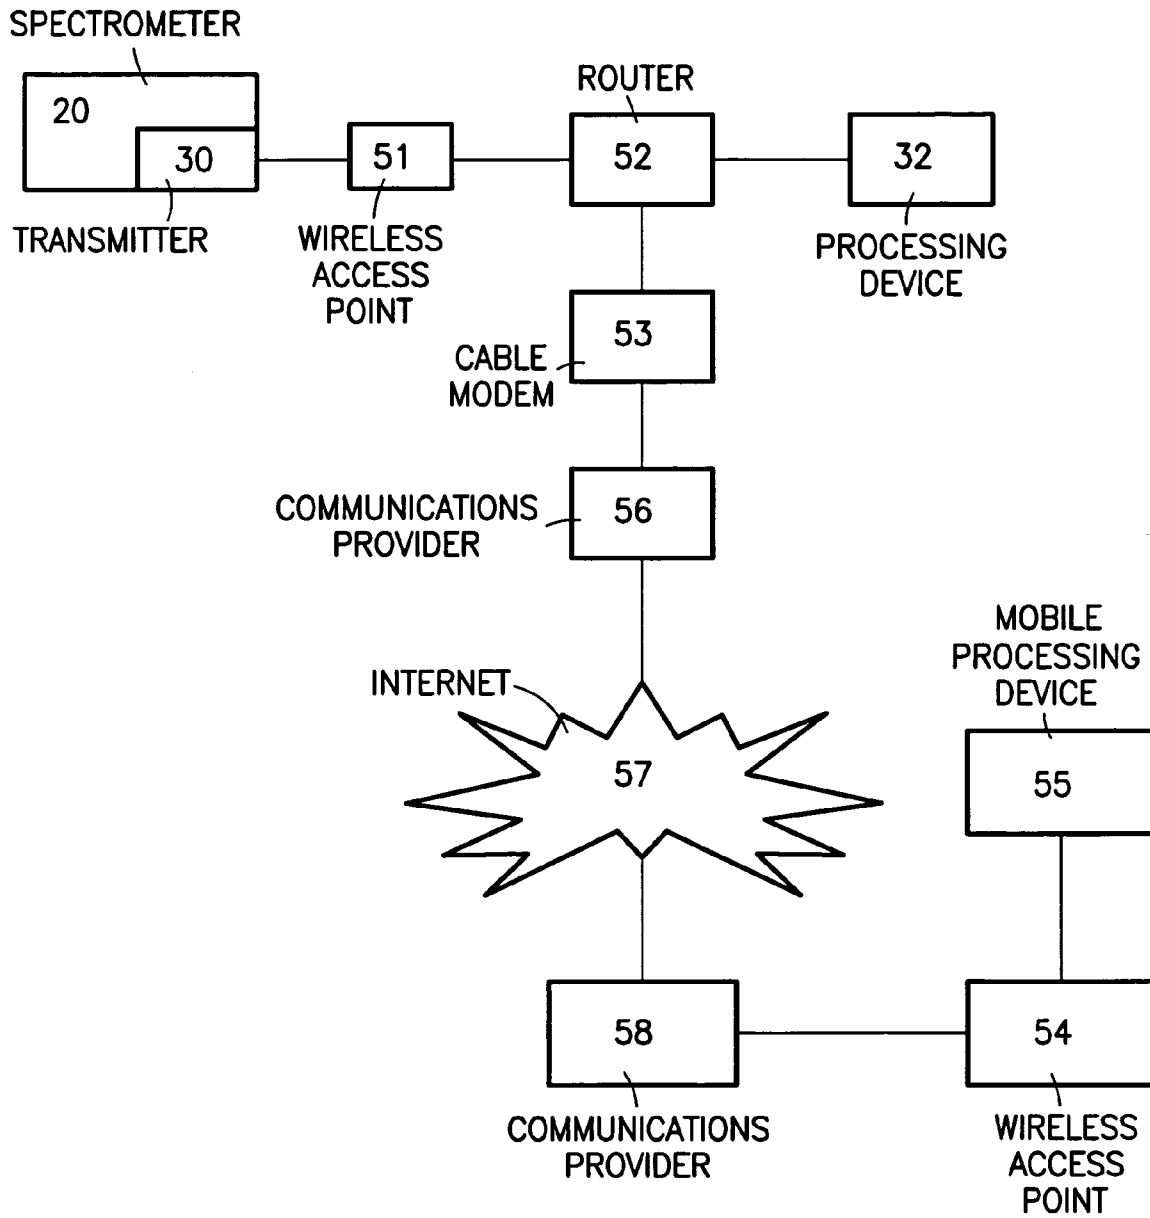 SPECTROMETER
20
30
TRANSMITTER
51
WIRELESS
ACCESS
POINT
ROUTER
52
32
PROCESSING
DEVICE
53
CABLE
MODEM
56
COMMUNICATIONS
PROVIDER
INTERNET
57
MOBILE
PROCESSING
DEVICE
55
58
COMMUNICATIONS
PROVIDER
54
WIRELESS
ACCESS
POINT